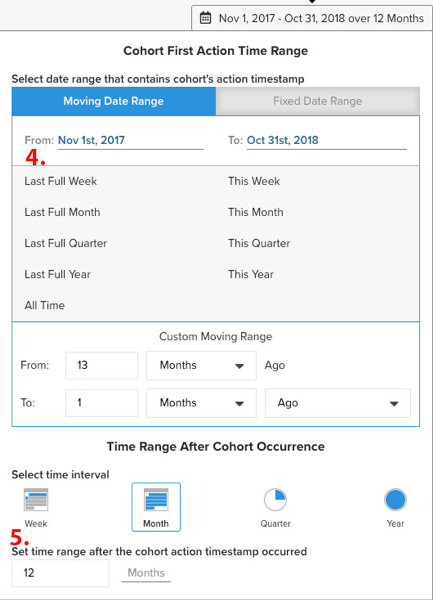 Nov 1, 2017 - Oct 31, 2018 over 12 Months
Cohort First Action Time Range
Select date range that contains cohort's action timestamp
Moving Date Range Fixed Date Range
From: Nov 1st, 2017 To: Oct 31st, 2018
4.
Last Full Week This Week
Last Full Month This Month
Last Full Quarter This Quarter
Last Full Year This Year
All Time
Custom Moving Range
From: 13 Months Ago
To: 1 Months Ago
Time Range After Cohort Occurrence
Select time interval
Week Month Quarter Year
5.
Set time range after the cohort action timestamp occurred
12 Months